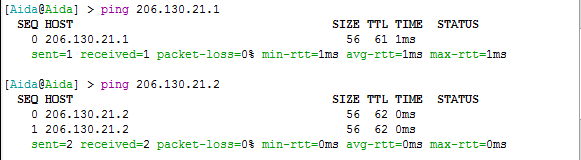 [Aida@Aida] > ping 206.130.21.1
SEQ HOST SIZE TTL TIME STATUS
0 206.130.21.1 56 61 1ms
sent=1 received=1 packet-loss=0% min-rtt=1ms avg-rtt=1ms max-rtt=1ms
[Aida@Aida] > ping 206.130.21.2
SEQ HOST SIZE TTL TIME STATUS
0 206.130.21.2 56 62 0ms
1 206.130.21.2 56 62 0ms
sent=2 received=2 packet-loss=0% min-rtt=0ms avg-rtt=0ms max-rtt=0ms